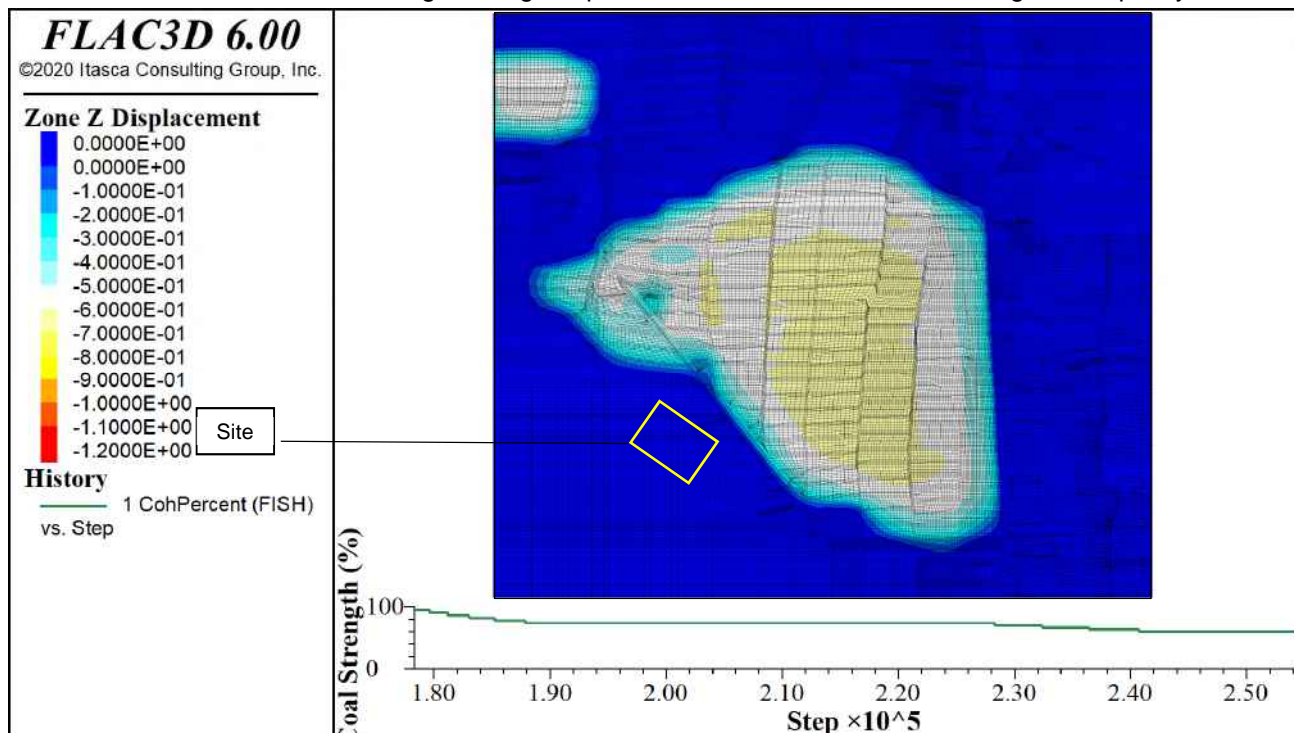 FLAC3D 6.00
©2020 Itasca Consulting Group, Inc.
Zone Z Displacement
0.0000E+00
0.0000E+00
-1.0000E-01
-2.0000E-01
-3.0000E-01
-4.0000E-01
-5.0000E-01
-6.0000E-01
-7.0000E-01
-8.0000E-01
-9.0000E-01
-1.0000E+00
-1.1000E+00
-1.2000E+00
Site
History
1 CohPercent (FISH)
vs. Step
Coal Strength (%)
100
0
1.80 1.90 2.00 2.10 2.20 2.30 2.40 2.50
Step ×10^5